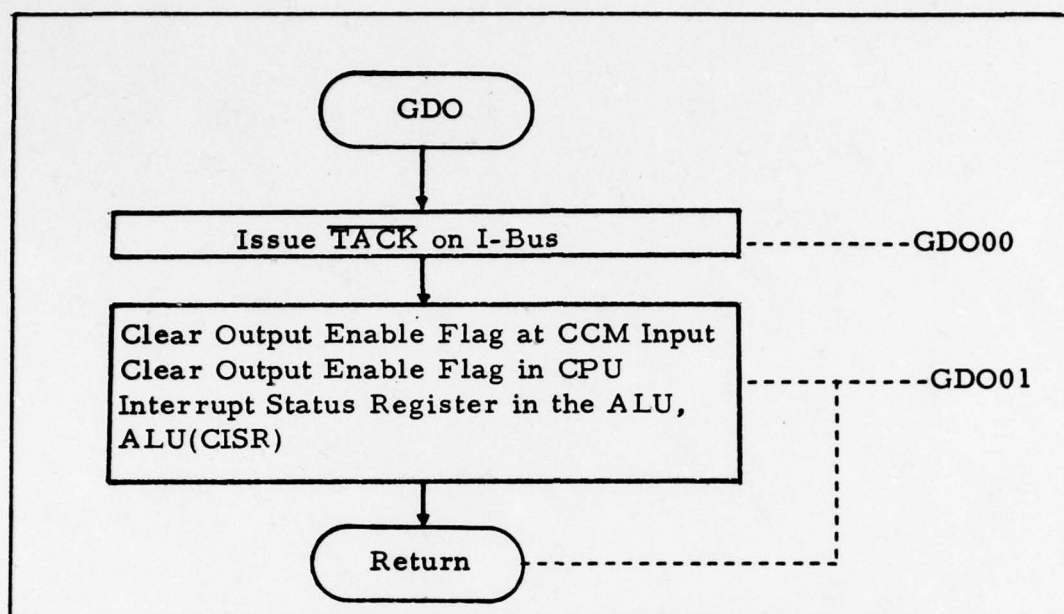 GDO
Issue T̅A̅C̅K̅ on I-Bus
GDO00
Clear Output Enable Flag at CCM Input
Clear Output Enable Flag in CPU
Interrupt Status Register in the ALU,
ALU(CISR)
GDO01
Return